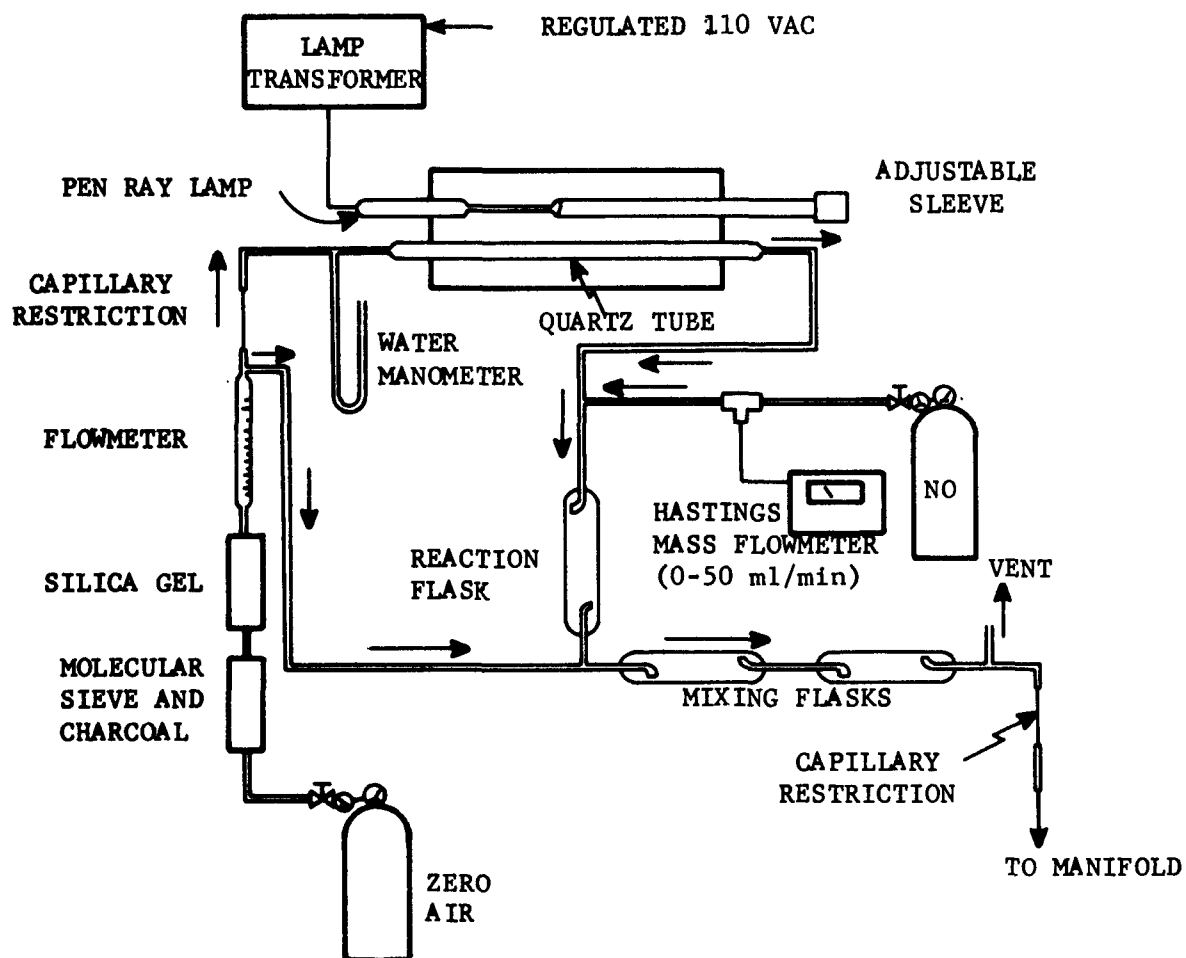 REGULATED 110 VAC
LAMP
TRANSFORMER
PEN RAY LAMP
ADJUSTABLE
SLEEVE
CAPILLARY
RESTRICTION
QUARTZ TUBE
WATER
MANOMETER
FLOWMETER
NO
HASTINGS
MASS FLOWMETER
(0-50 ml/min)
REACTION
FLASK
VENT
SILICA GEL
MOLECULAR
SIEVE AND
CHARCOAL
MIXING FLASKS
CAPILLARY
RESTRICTION
TO MANIFOLD
ZERO
AIR